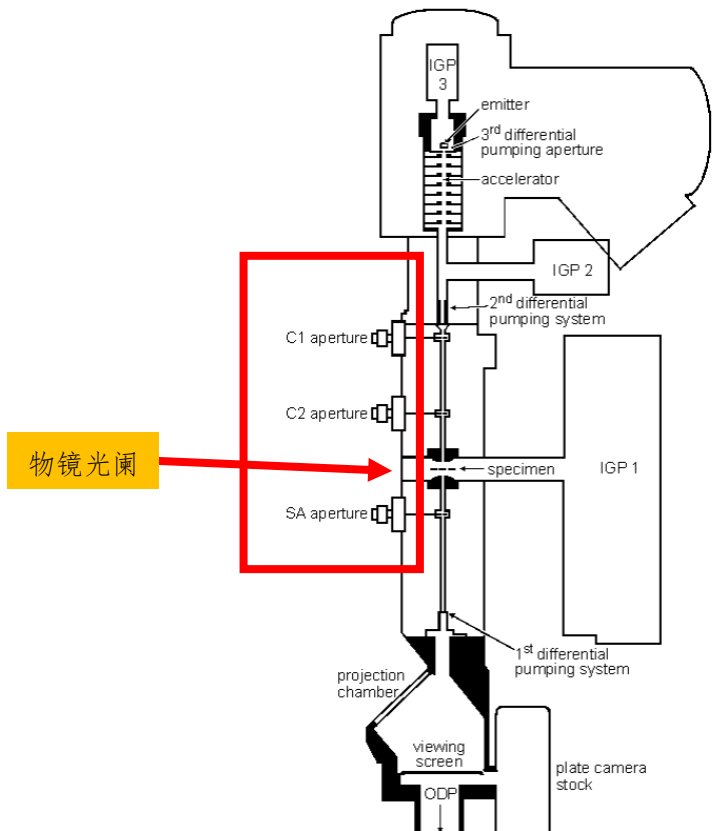 IGP
3
emitter
3rd differential
pumping aperture
accelerator
IGP 2
2nd differential
pumping system
C1 aperture
C2 aperture
物镜光阑
specimen
IGP 1
SA aperture
1st differential
pumping system
projection
chamber
viewing
screen
plate camera
stock
ODP